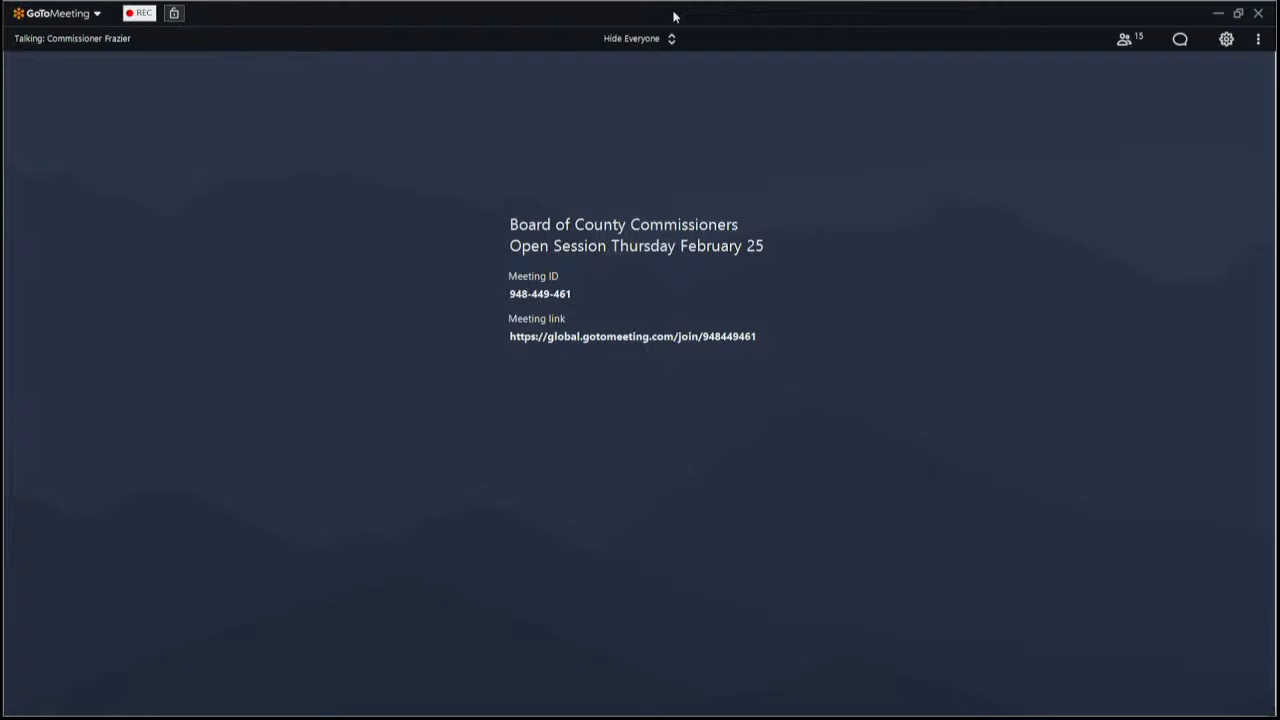 GoToMeeting
REC
Talking: Commissioner Frazier
Hide Everyone
15
Board of County Commissioners
Open Session Thursday February 25
Meeting ID
948-449-461
Meeting link
https://global.gotomeeting.com/join/948449461